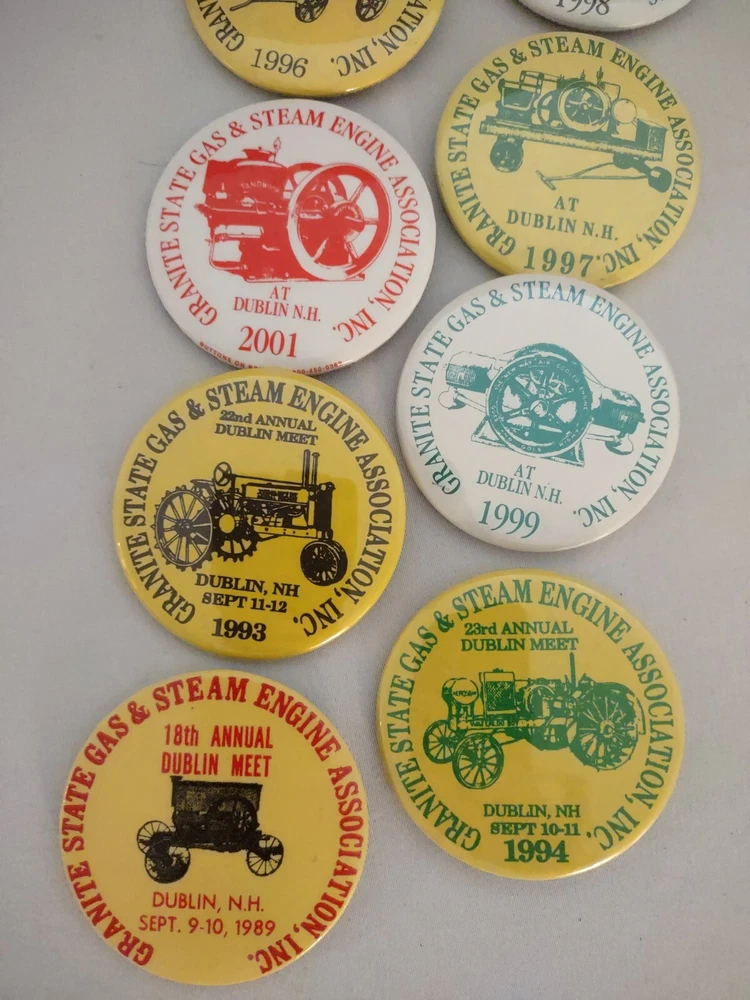 GRANITE
ATION, INC.
1996
1998
GRANITE STATE GAS & STEAM ENGINE ASSOCIATION, INC.
AT
DUBLIN N.H.
1997
GRANITE STATE GAS & STEAM ENGINE ASSOCIATION, INC.
AT
DUBLIN N.H.
2001
GRANITE STATE GAS & STEAM ENGINE ASSOCIATION, INC.
AT
DUBLIN N.H.
1999
GRANITE STATE GAS & STEAM ENGINE ASSOCIATION, INC.
22nd ANNUAL
DUBLIN MEET
DUBLIN, NH
SEPT 11-12
1993
GRANITE STATE GAS & STEAM ENGINE ASSOCIATION, INC.
23rd ANNUAL
DUBLIN MEET
DUBLIN, NH
SEPT 10-11
1994
GRANITE STATE GAS & STEAM ENGINE ASSOCIATION, INC.
18th ANNUAL
DUBLIN MEET
DUBLIN, N.H.
SEPT. 9-10, 1989